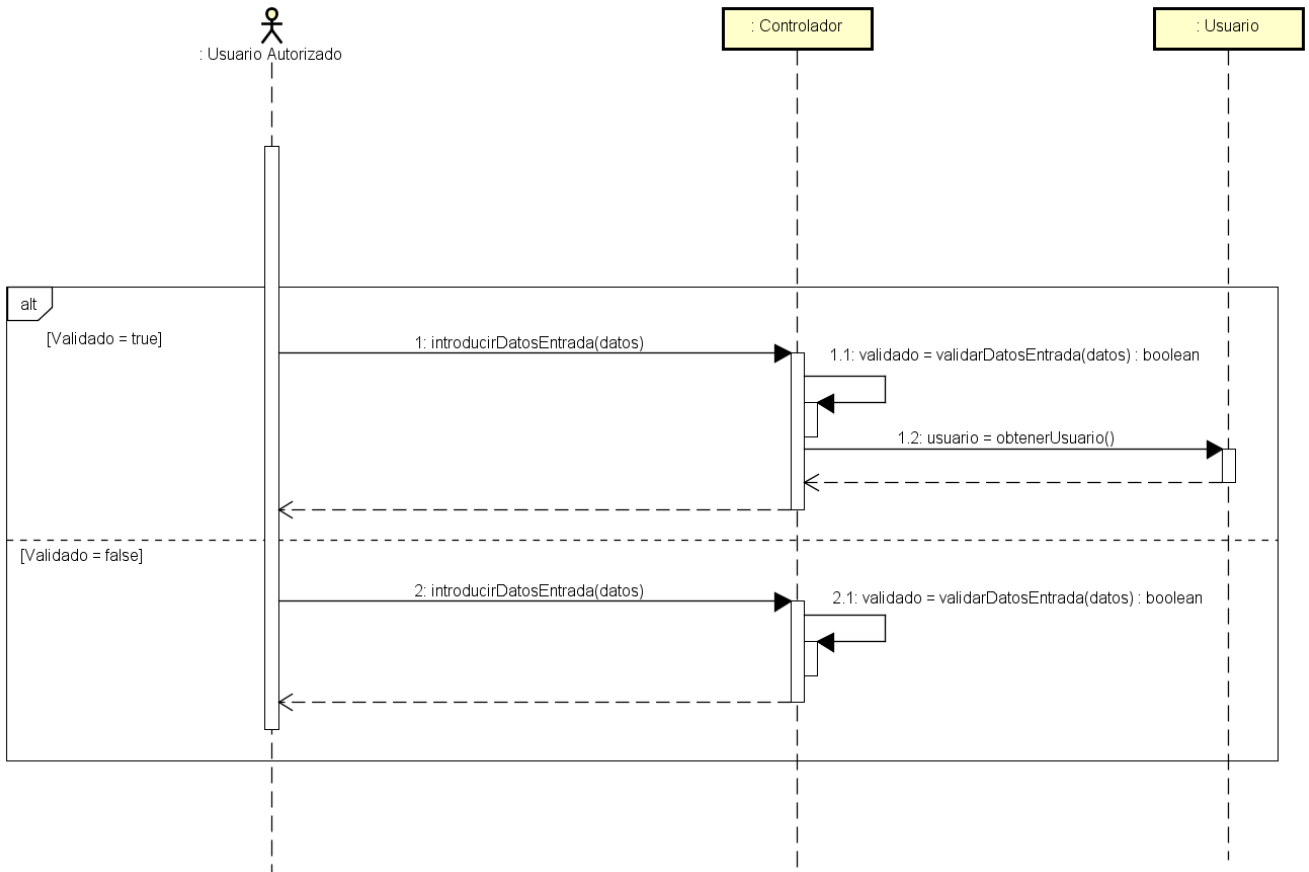 : Usuario Autorizado
: Controlador
: Usuario
alt
[Validado = true]
1: introducirDatosEntrada(datos)
1.1: validado = validarDatosEntrada(datos) : boolean
1.2: usuario = obtenerUsuario()
[Validado = false]
2: introducirDatosEntrada(datos)
2.1: validado = validarDatosEntrada(datos) : boolean